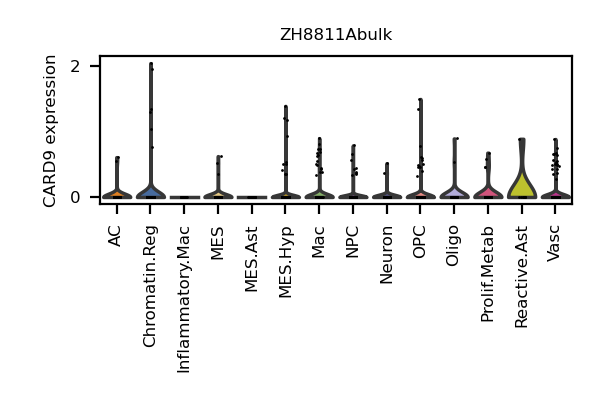 ZH8811Abulk
CARD9 expression
2
0
AC
Chromatin.Reg
Inflammatory.Mac
MES
MES.Ast
MES.Hyp
Mac
NPC
Neuron
OPC
Oligo
Prolif.Metab
Reactive.Ast
Vasc